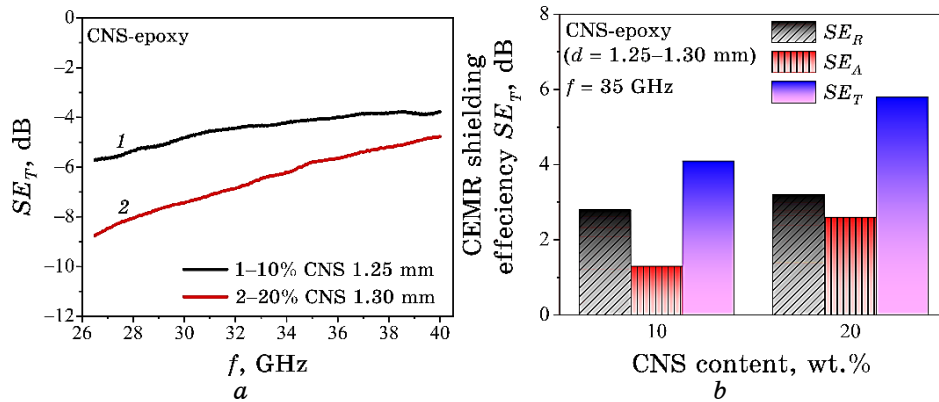 CNS-epoxy
1
2
1–10% CNS 1.25 mm
2–20% CNS 1.30 mm
0
−2
−4
−6
−8
−10
−12
SE_T, dB
26 28 30 32 34 36 38 40
f, GHz
a
CNS-epoxy
(d = 1.25–1.30 mm)
f = 35 GHz
SE_R
SE_A
SE_T
8
6
4
2
0
CEMR shielding
effeciency SE_T, dB
10 20
CNS content, wt.%
b